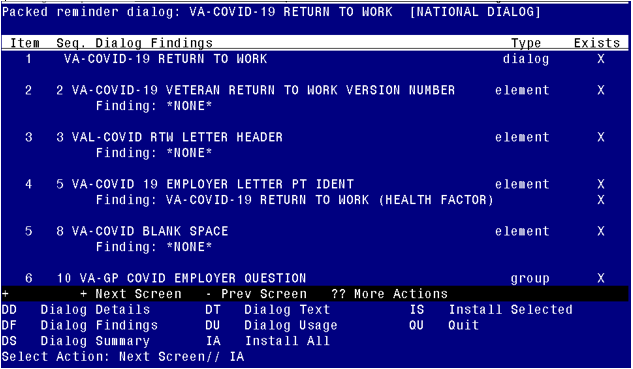 Packed reminder dialog: VA-COVID-19 RETURN TO WORK [NATIONAL DIALOG]
Item Seq. Dialog Findings Type Exists
1 VA-COVID-19 RETURN TO WORK dialog X
2 2 VA-COVID-19 VETERAN RETURN TO WORK VERSION NUMBER element X
Finding: *NONE*
3 3 VAL-COVID RTW LETTER HEADER element X
Finding: *NONE*
4 5 VA-COVID 19 EMPLOYER LETTER PT IDENT element X
Finding: VA-COVID-19 RETURN TO WORK (HEALTH FACTOR) X
5 8 VA-COVID BLANK SPACE element X
Finding: *NONE*
6 10 VA-GP COVID EMPLOYER QUESTION group X
+ + Next Screen - Prev Screen ?? More Actions
DD Dialog Details DT Dialog Text IS Install Selected
DF Dialog Findings DU Dialog Usage QU Quit
DS Dialog Summary IA Install All
Select Action: Next Screen// IA